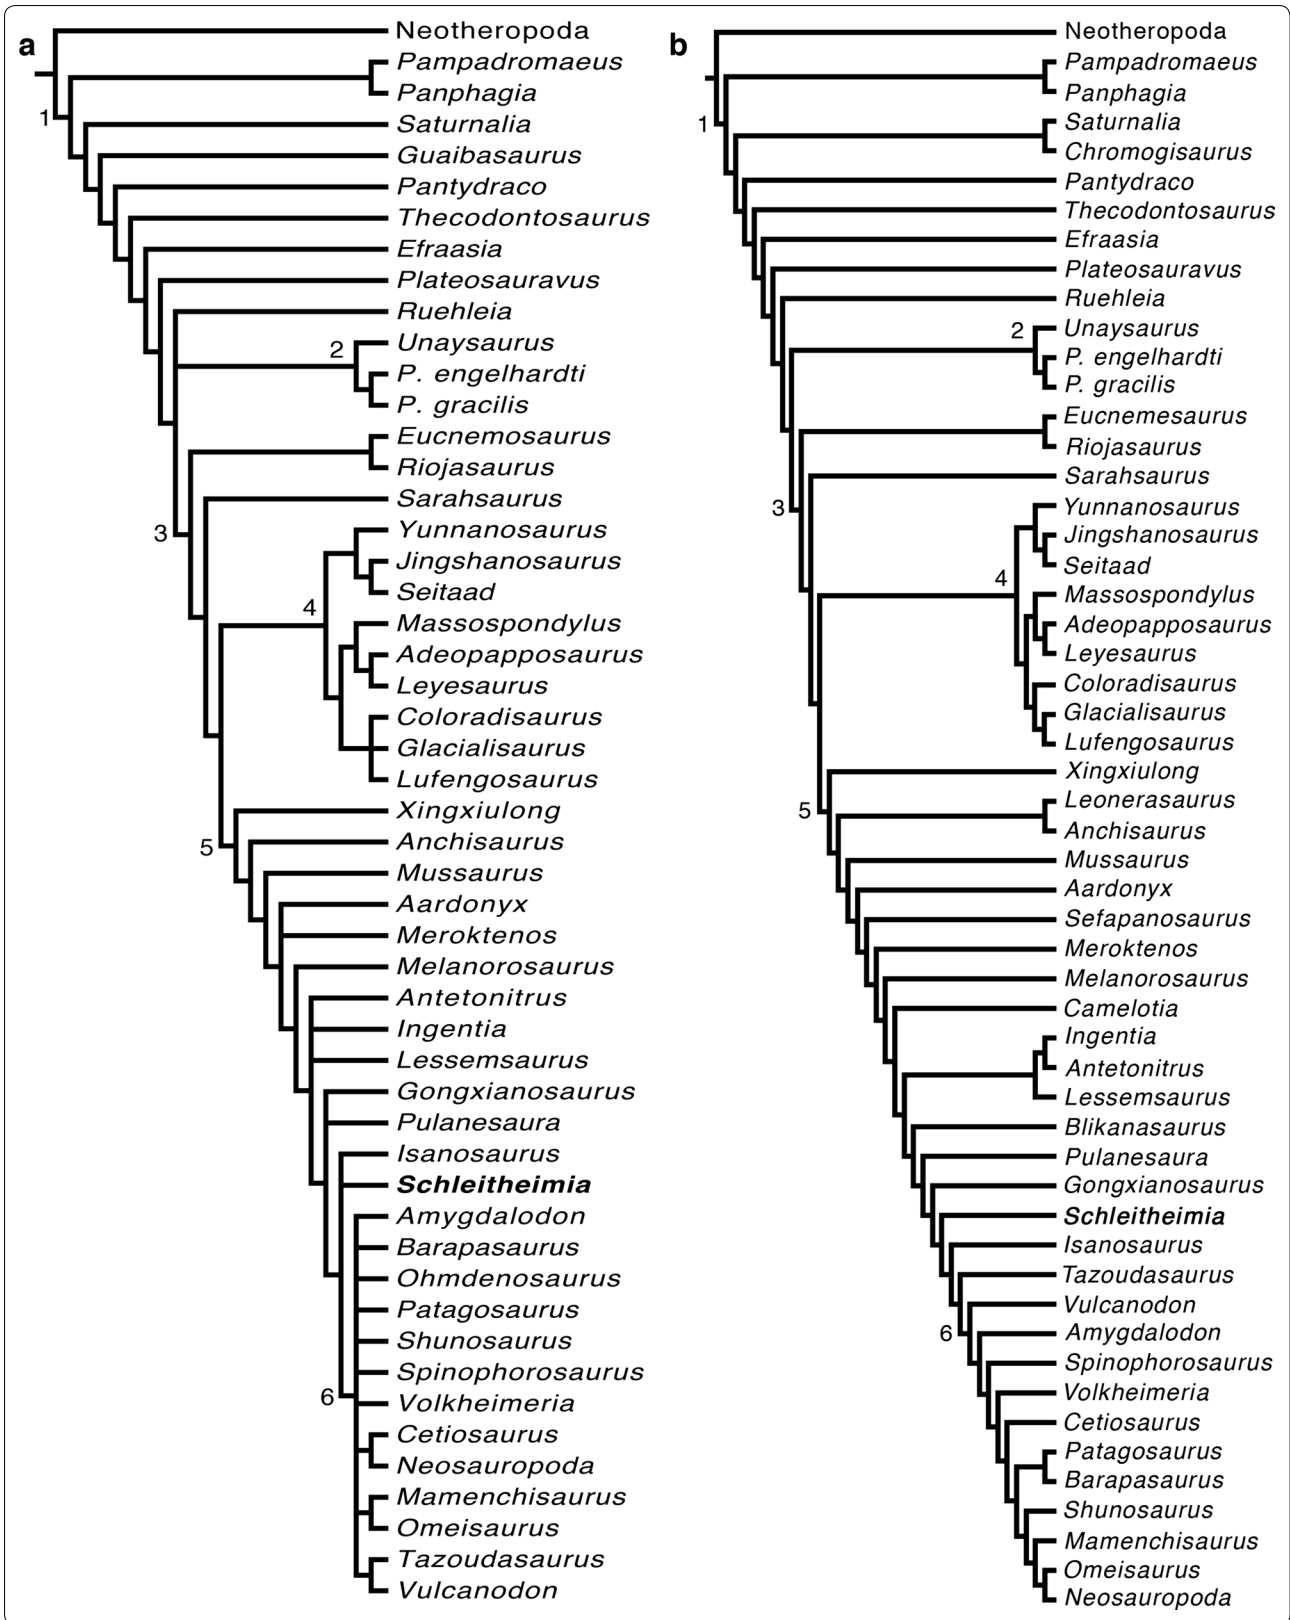 a
Neotheropoda
Pampadromaeus
Panphagia
1
Saturnalia
Guaibasaurus
Pantydraco
Thecodontosaurus
Efraasia
Plateosauravus
Ruehleia
2
Unaysaurus
P. engelhardti
P. gracilis
Eucnemosaurus
Riojasaurus
Sarahsaurus
3
Yunnanosaurus
Jingshanosaurus
Seitaad
4
Massospondylus
Adeopapposaurus
Leyesaurus
Coloradisaurus
Glacialisaurus
Lufengosaurus
Xingxiulong
5
Anchisaurus
Mussaurus
Aardonyx
Meroktenos
Melanorosaurus
Antetonitrus
Ingentia
Lessemsaurus
Gongxianosaurus
Pulanesaura
Isanosaurus
Schleitheimia
Amygdalodon
Barapasaurus
Ohmdenosaurus
Patagosaurus
Shunosaurus
Spinophorosaurus
6
Volkheimeria
Cetiosaurus
Neosauropoda
Mamenchisaurus
Omeisaurus
Tazoudasaurus
Vulcanodon
b
Neotheropoda
Pampadromaeus
Panphagia
1
Saturnalia
Chromogisaurus
Pantydraco
Thecodontosaurus
Efraasia
Plateosauravus
Ruehleia
2
Unaysaurus
P. engelhardti
P. gracilis
Eucnemesaurus
Riojasaurus
Sarahsaurus
3
Yunnanosaurus
Jingshanosaurus
Seitaad
4
Massospondylus
Adeopapposaurus
Leyesaurus
Coloradisaurus
Glacialisaurus
Lufengosaurus
Xingxiulong
5
Leonerasaurus
Anchisaurus
Mussaurus
Aardonyx
Sefapanosaurus
Meroktenos
Melanorosaurus
Camelotia
Ingentia
Antetonitrus
Lessemsaurus
Blikanasaurus
Pulanesaura
Gongxianosaurus
Schleitheimia
Isanosaurus
Tazoudasaurus
Vulcanodon
6
Amygdalodon
Spinophorosaurus
Volkheimeria
Cetiosaurus
Patagosaurus
Barapasaurus
Shunosaurus
Mamenchisaurus
Omeisaurus
Neosauropoda